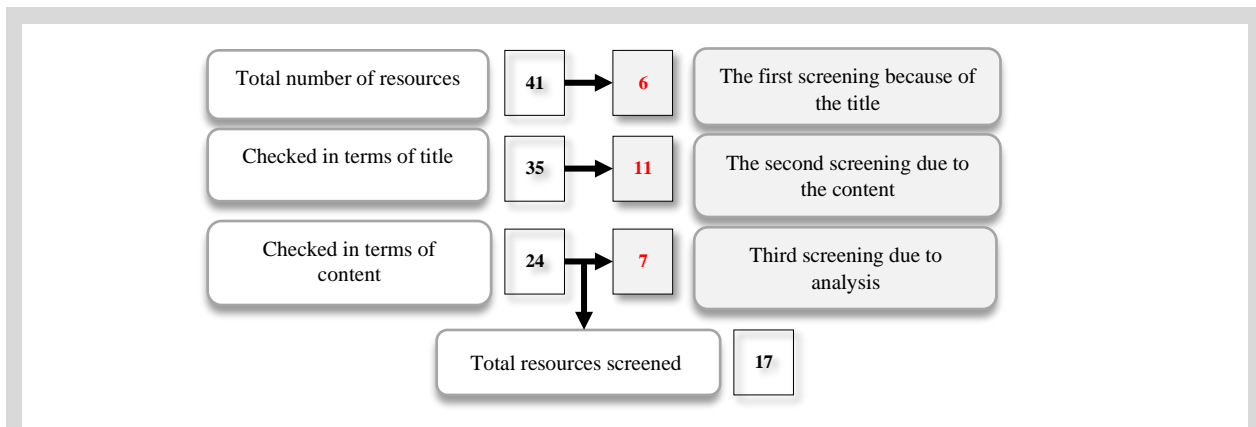 Total number of resources
41
6
The first screening because of
the title
Checked in terms of title
35
11
The second screening due to
the content
Checked in terms of
content
24
7
Third screening due to
analysis
Total resources screened
17